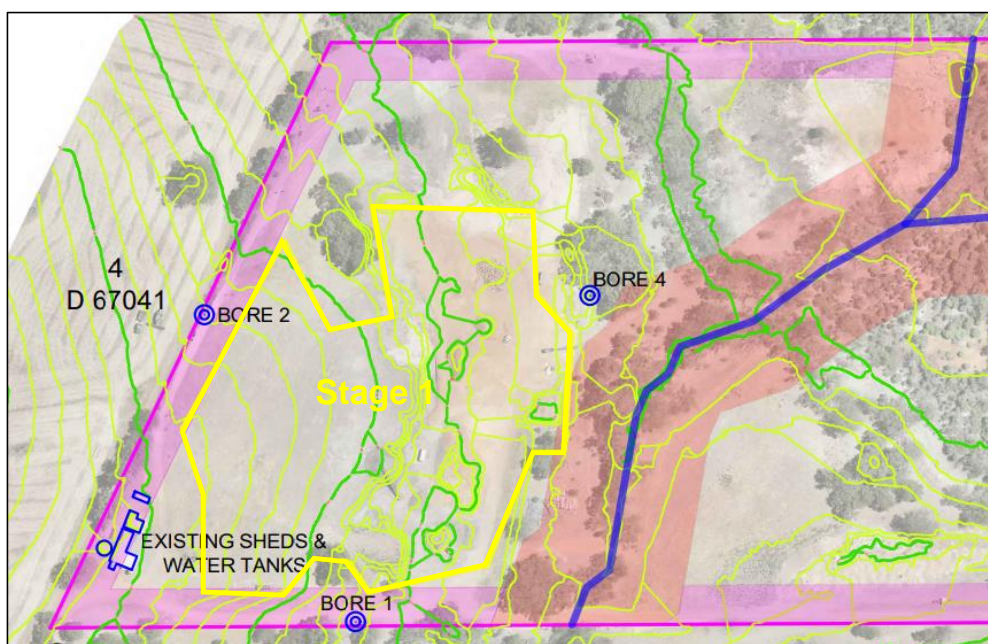 4
D 67041
BORE 4
BORE 2
Stage 1
EXISTING SHEDS &
WATER TANKS
BORE 1